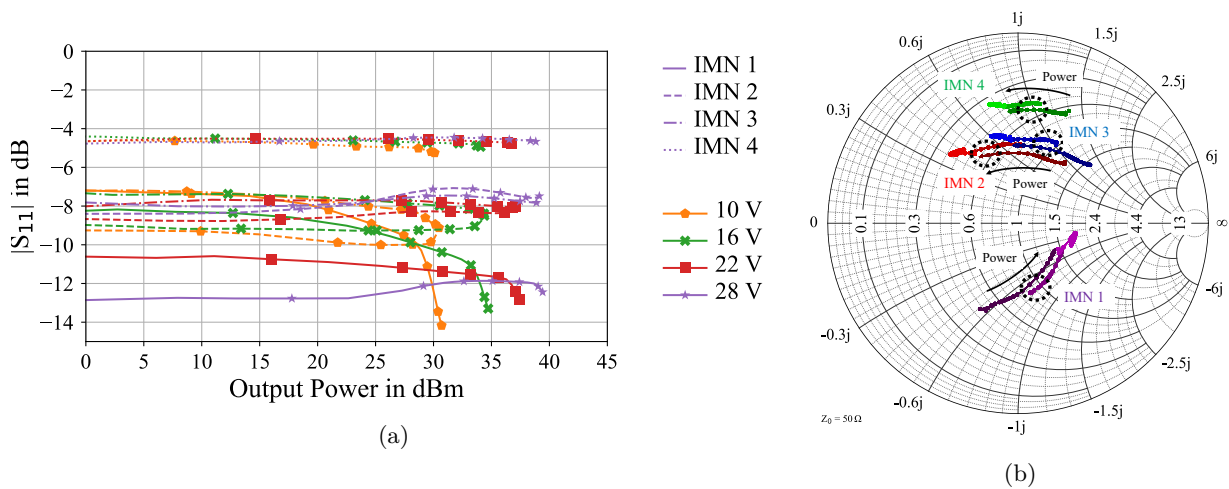 0
−2
−4
−6
−8
−10
−12
−14
|S11| in dB
0 5 10 15 20 25 30 35 40 45
Output Power in dBm
(a)
IMN 1
IMN 2
IMN 3
IMN 4
10 V
16 V
22 V
28 V
1j
0.6j
1.5j
2.5j
0.3j
6j
IMN 4
Power
IMN 3
IMN 2
Power
0 0.1 0.3 0.6 1 1.5 2.4 4 13 ∞
Power
IMN 1
-6j
-0.3j
-2.5j
-0.6j
-1.5j
-1j
Z0 = 50 Ω
(b)